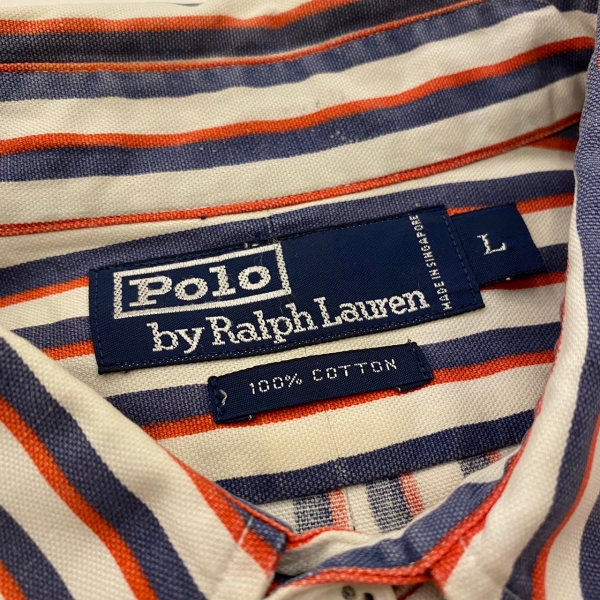 Polo
by Ralph Lauren
MADE IN SINGAPORE
L
100% COTTON